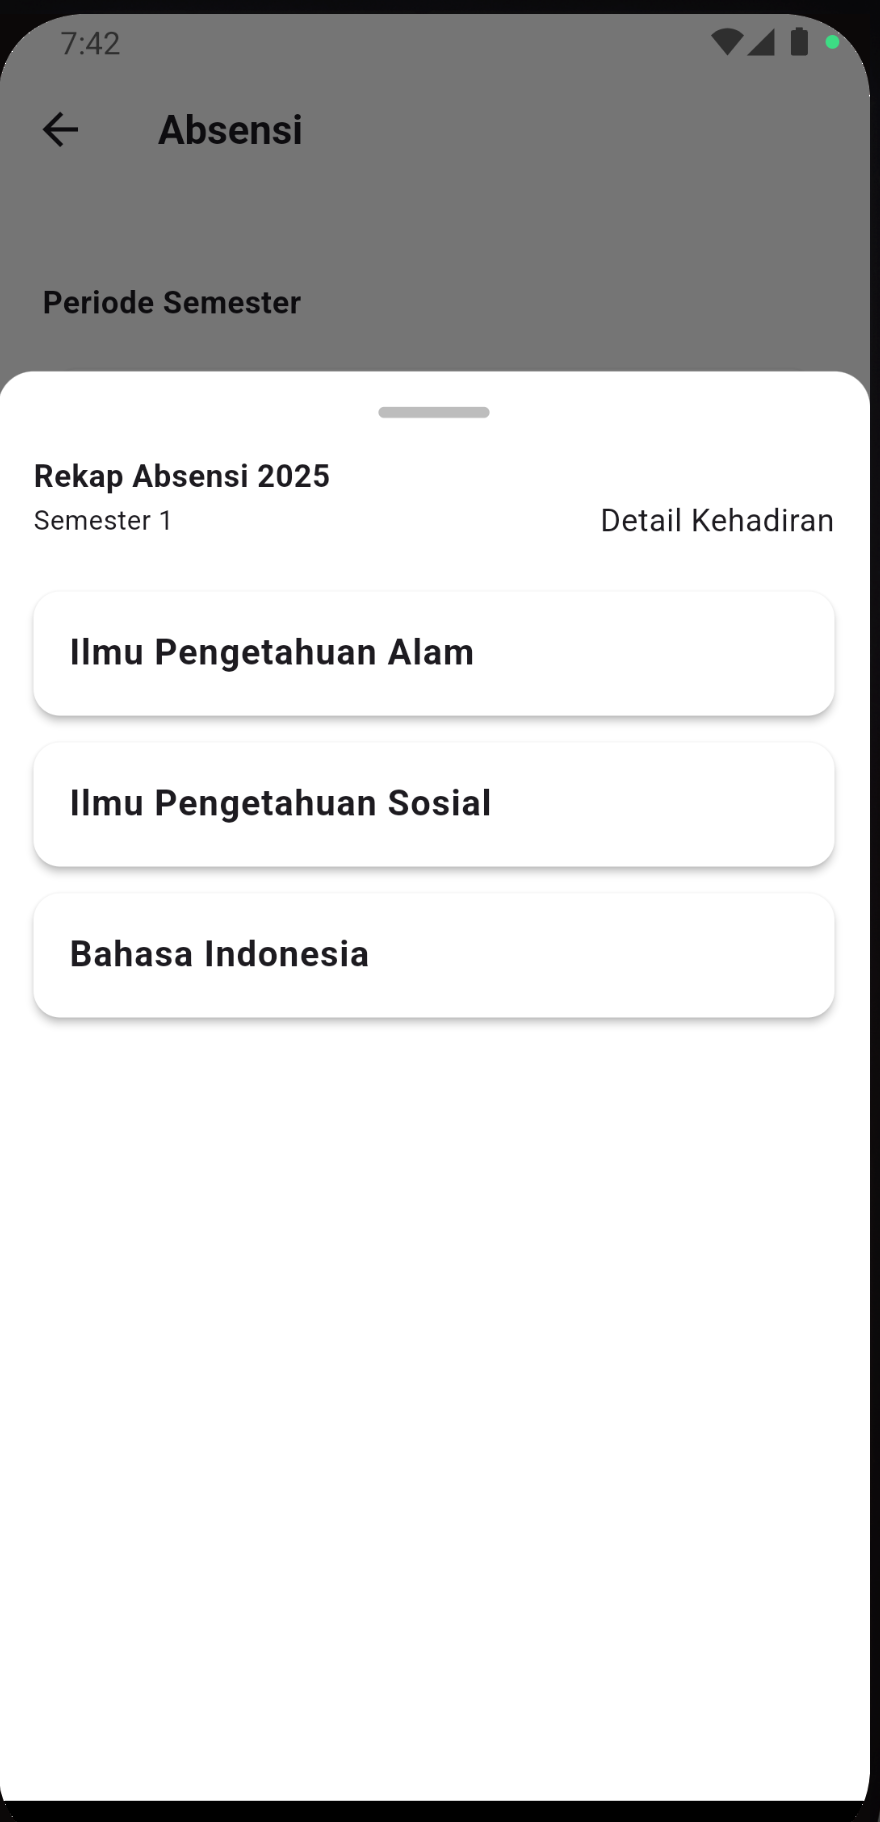 7:42
Absensi
Periode Semester
Rekap Absensi 2025
Semester 1
Detail Kehadiran
Ilmu Pengetahuan Alam
Ilmu Pengetahuan Sosial
Bahasa Indonesia